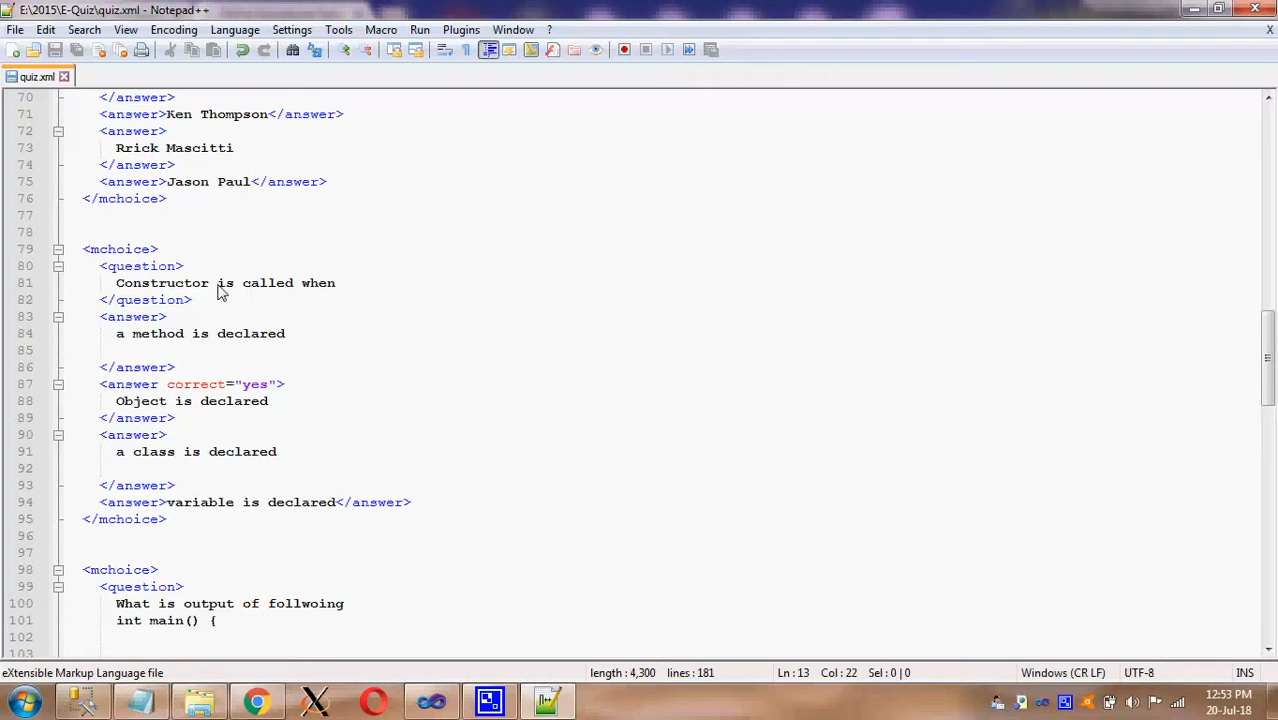 E:\2015\E-Quiz\quiz.xml - Notepad++
File Edit Search View Encoding Language Settings Tools Macro Run Plugins Window ? X
quiz.xml
70 </answer>
71 <answer>Ken Thompson</answer>
72 <answer>
73 Rrick Mascitti
74 </answer>
75 <answer>Jason Paul</answer>
76 </mchoice>
77
78
79 <mchoice>
80 <question>
81 Constructor is called when
82 </question>
83 <answer>
84 a method is declared
85
86 </answer>
87 <answer correct="yes">
88 Object is declared
89 </answer>
90 <answer>
91 a class is declared
92
93 </answer>
94 <answer>variable is declared</answer>
95 </mchoice>
96
97
98 <mchoice>
99 <question>
100 What is output of follwoing
101 int main() {
102
103
eXtensible Markup Language file length : 4,300 lines : 181 Ln : 13 Col : 22 Sel : 0 | 0 Windows (CR LF) UTF-8 INS
12:53 PM
20-Jul-18